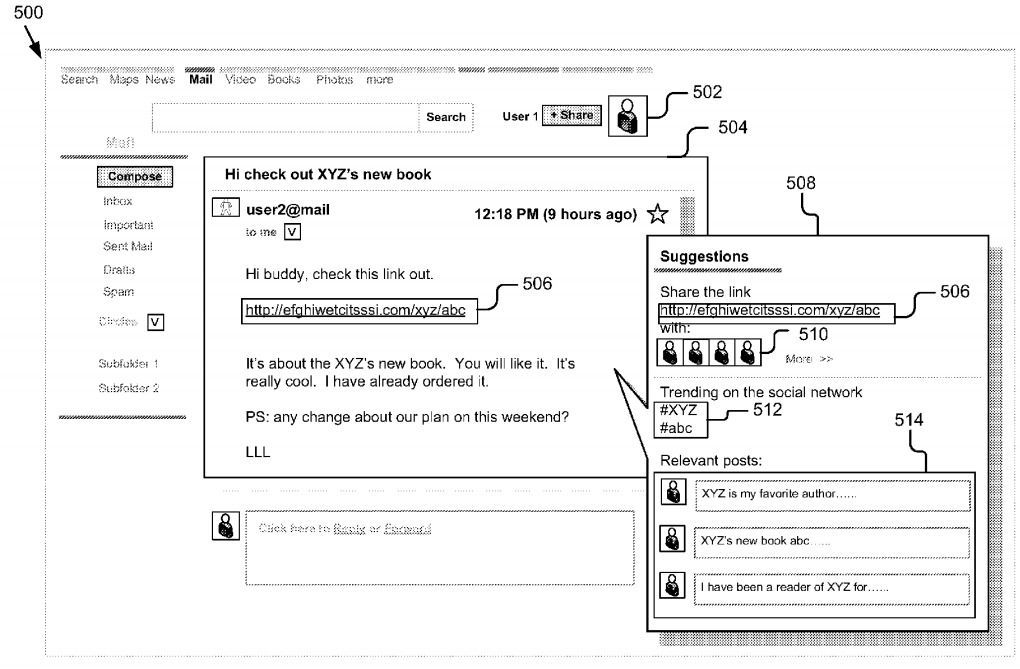 500
Search Maps News Mail Video Books Photos more
502
Search
User 1 + Share
504
Mail
Hi check out XYZ's new book
508
Compose
user2@mail
12:18 PM (9 hours ago)
Inbox
to me V
Important
Suggestions
Sent Mail
Drafts
Hi buddy, check this link out.
506
Share the link
506
Spam
http://efghiwetcitsssi.com/xyz/abc
http://efghiwetcitsssi.com/xyz/abc
Circles V
with:
510
More >>
Subfolder 1
It's about the XYZ's new book. You will like it. It's
really cool. I have already ordered it.
Subfolder 2
Trending on the social network
#XYZ
512
#abc
PS: any change about our plan on this weekend?
514
LLL
Relevant posts:
XYZ is my favorite author......
Click here to Reply or Forward
XYZ's new book abc......
I have been a reader of XYZ for......